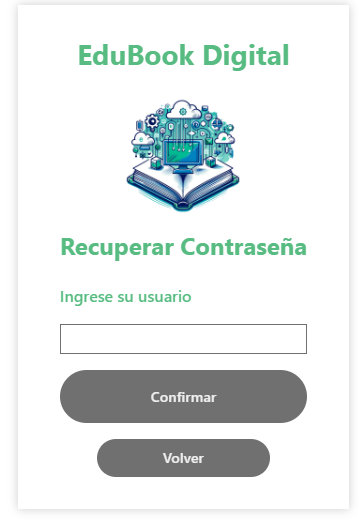 EduBook Digital
Recuperar Contraseña
Ingrese su usuario
Confirmar
Volver